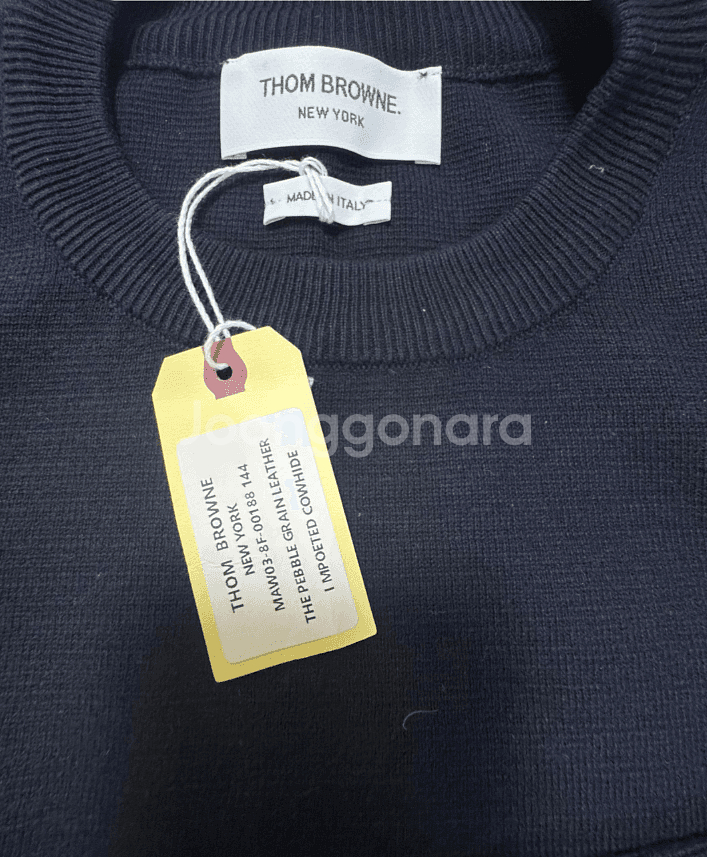 THOM BROWNE.
NEW YORK
MADE IN ITALY
Joonggonara
THOM BROWNE
NEW YORK
MAW03-8F-00188 144
THE PEBBLE GRAIN LEATHER
I MPOETED COWHIDE